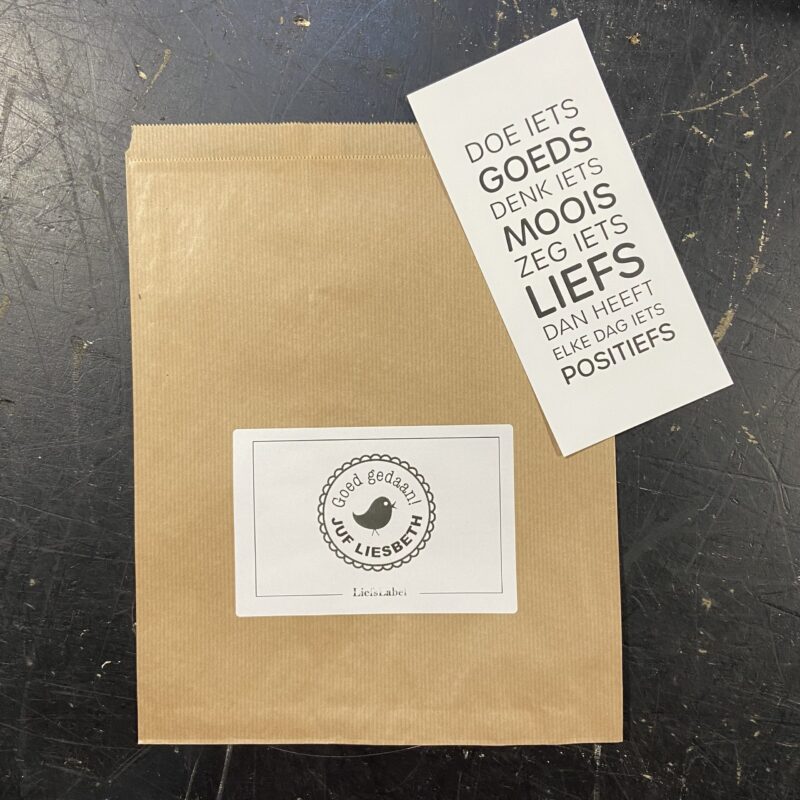 DOE IETS
GOEDS
DENK IETS
MOOIS
ZEG IETS
LIEFS
DAN HEEFT
ELKE DAG IETS
POSITIEFS
Goed gedaan!
JUF LIESBETH
LiefsLabel